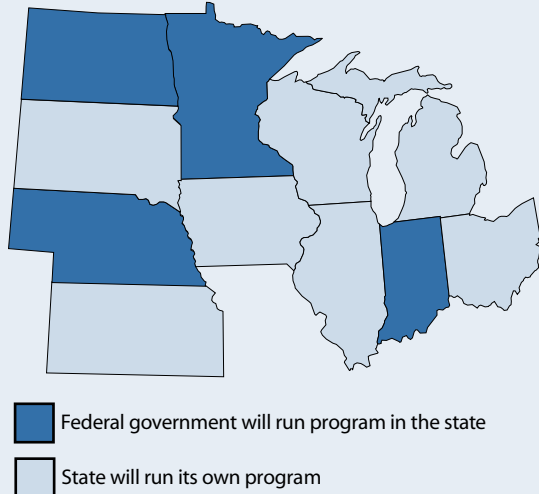 Federal government will run program in the state
State will run its own program